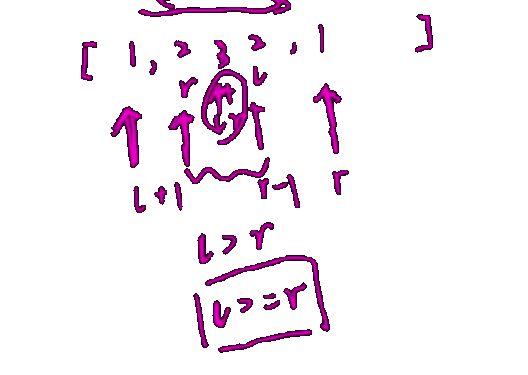 [ 1, 2 3 2, 1 ]
r l
l+1 r-1 r
l > r
l >= r